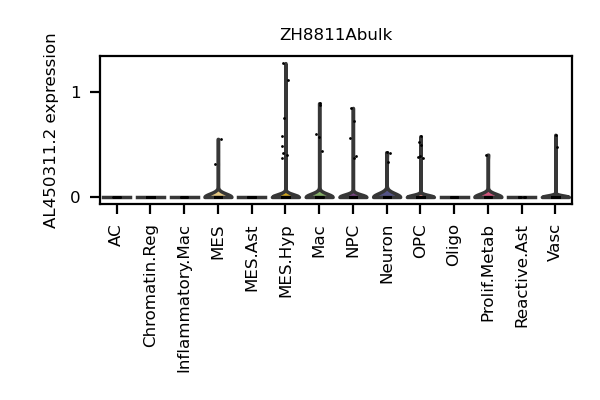 ZH8811Abulk
AL450311.2 expression
1
0
AC
Chromatin.Reg
Inflammatory.Mac
MES
MES.Ast
MES.Hyp
Mac
NPC
Neuron
OPC
Oligo
Prolif.Metab
Reactive.Ast
Vasc